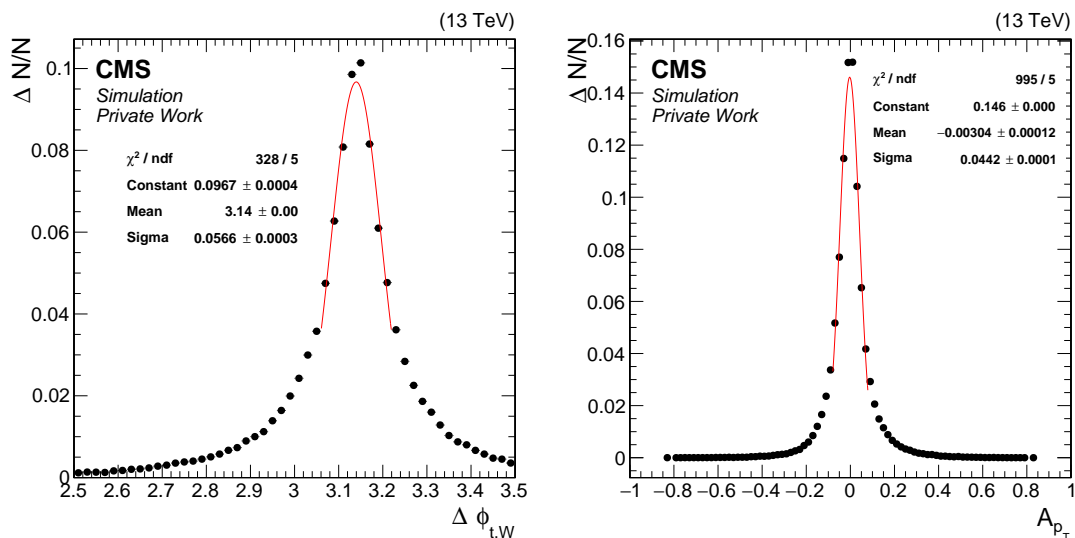 (13 TeV)
Δ N/N
CMS
Simulation
Private Work
χ² / ndf 328 / 5
Constant 0.0967 ± 0.0004
Mean 3.14 ± 0.00
Sigma 0.0566 ± 0.0003
0.1
0.08
0.06
0.04
0.02
0
2.5 2.6 2.7 2.8 2.9 3 3.1 3.2 3.3 3.4 3.5
Δ ϕ t,W
(13 TeV)
Δ N/N
CMS
Simulation
Private Work
χ² / ndf 995 / 5
Constant 0.146 ± 0.000
Mean −0.00304 ± 0.00012
Sigma 0.0442 ± 0.0001
0.16
0.14
0.12
0.1
0.08
0.06
0.04
0.02
0
−1 −0.8 −0.6 −0.4 −0.2 0 0.2 0.4 0.6 0.8 1
A p T